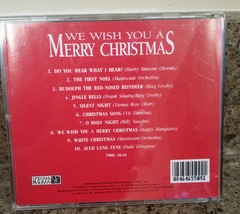 WE WISH YOU A
MERRY CHRISTMAS
1. DO YOU HEAR WHAT I HEAR? (Harry Simeone Chorale)
2. THE FIRST NOEL (Mantovani Orchestra)
3. RUDOLPH THE RED-NOSED REINDEER (Bing Crosby)
4. JINGLE BELLS (Frank Sinatra/Bing Crosby)
5. SILENT NIGHT (Vienna Boys Choir)
6. CHRISTMAS SONG (Vic Damone)
7. O HOLY NIGHT (Billy Vaughn)
8. WE WISH YOU A MERRY CHRISTMAS (Happy Hampsters)
9. WHITE CHRISTMAS (Mantovani Orchestra)
10. AULD LANG SYNE (Duke Ellington)
TIME: